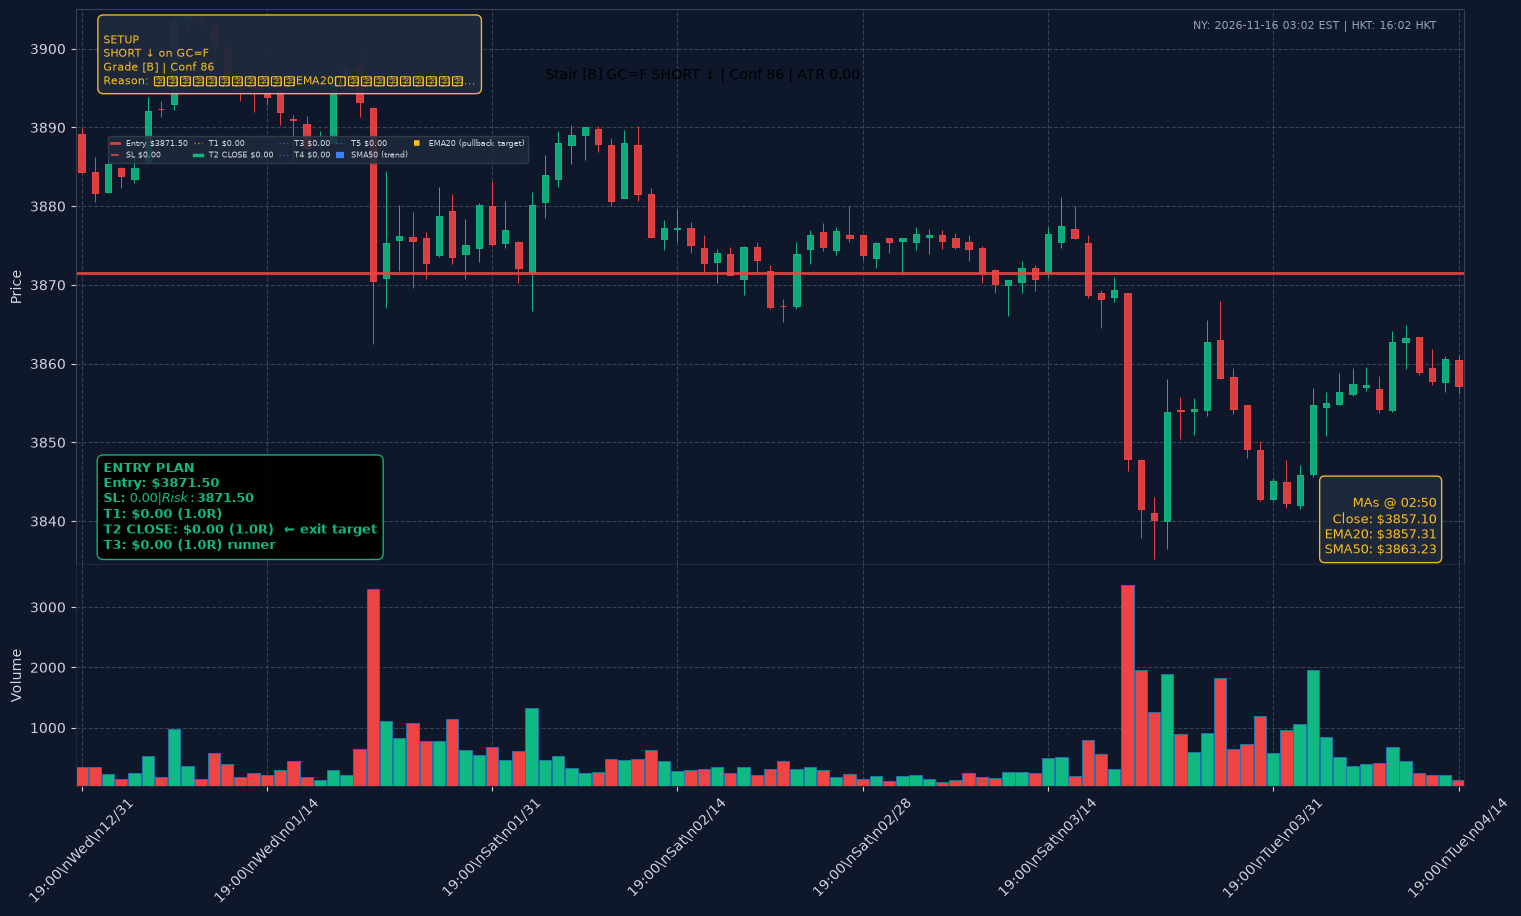 NY: 2026-11-16 03:02 EST | HKT: 16:02 HKT
SETUP
SHORT ↓ on GC=F
Grade [B] | Conf 86
Reason: EMA20 ...
Stair [B] GC=F SHORT ↓ | Conf 86 | ATR 0.00
Entry $3871.50
SL $0.00
T1 $0.00
T2 CLOSE $0.00
T3 $0.00
T4 $0.00
T5 $0.00
SMA50 (trend)
EMA20 (pullback target)
Price
3900
3890
3880
3870
3860
3850
3840
ENTRY PLAN
Entry: $3871.50
SL: 0.00|Risk:3871.50
T1: $0.00 (1.0R)
T2 CLOSE: $0.00 (1.0R) ← exit target
T3: $0.00 (1.0R) runner
MAs @ 02:50
Close: $3857.10
EMA20: $3857.31
SMA50: $3863.23
Volume
3000
2000
1000
19:00\nWed\n12/31
19:00\nWed\n01/14
19:00\nSat\n01/31
19:00\nSat\n02/14
19:00\nSat\n02/28
19:00\nSat\n03/14
19:00\nTue\n03/31
19:00\nTue\n04/14